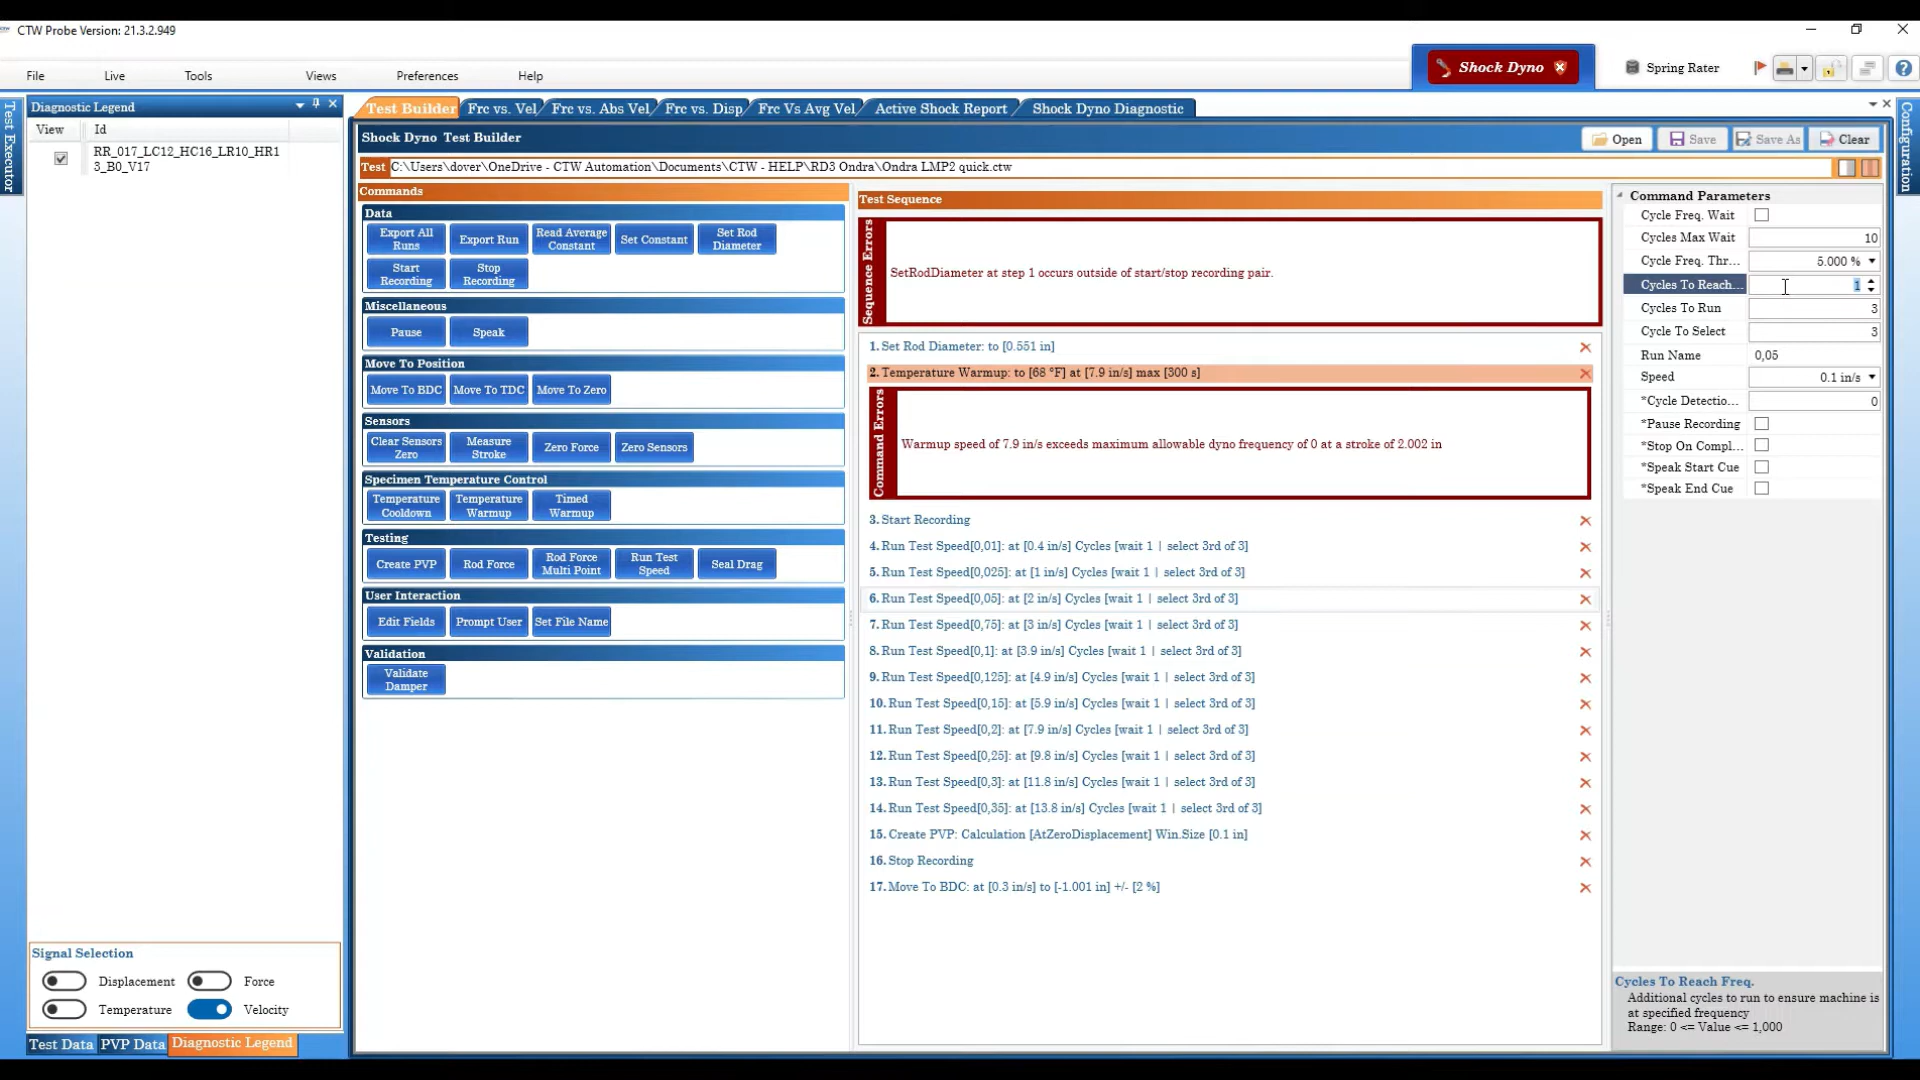 CTW Probe Version: 21.3.2.949
File
Live
Tools
Views
Preferences
Help
Shock Dyno
Spring Rater
Test Executor
Diagnostic Legend
View
Id
RR_017_LC12_HC16_LR10_HR1
3_B0_V17
Signal Selection
Displacement
Force
Temperature
Velocity
Test Data
PVP Data
Diagnostic Legend
Test Builder
Frc vs. Vel
Frc vs. Abs Vel
Frc vs. Disp
Frc Vs Avg Vel
Active Shock Report
Shock Dyno Diagnostic
Shock Dyno Test Builder
Open
Save
Save As
Clear
Test
C:\Users\dover\OneDrive - CTW Automation\Documents\CTW - HELP\RD3 Ondra\Ondra LMP2 quick.ctw
Commands
Data
Export All
Runs
Export Run
Read Average
Constant
Set Constant
Set Rod
Diameter
Start
Recording
Stop
Recording
Miscellaneous
Pause
Speak
Move To Position
Move To BDC
Move To TDC
Move To Zero
Sensors
Clear Sensors
Zero
Measure
Stroke
Zero Force
Zero Sensors
Specimen Temperature Control
Temperature
Cooldown
Temperature
Warmup
Timed
Warmup
Testing
Create PVP
Rod Force
Rod Force
Multi Point
Run Test
Speed
Seal Drag
User Interaction
Edit Fields
Prompt User
Set File Name
Validation
Validate
Damper
Test Sequence
Sequence Errors
SetRodDiameter at step 1 occurs outside of start/stop recording pair.
1. Set Rod Diameter: to [0.551 in]
2. Temperature Warmup: to [68 °F] at [7.9 in/s] max [300 s]
Command Errors
Warmup speed of 7.9 in/s exceeds maximum allowable dyno frequency of 0 at a stroke of 2.002 in
3. Start Recording
4. Run Test Speed[0,01]: at [0.4 in/s] Cycles [wait 1 | select 3rd of 3]
5. Run Test Speed[0,025]: at [1 in/s] Cycles [wait 1 | select 3rd of 3]
6. Run Test Speed[0,05]: at [2 in/s] Cycles [wait 1 | select 3rd of 3]
7. Run Test Speed[0,75]: at [3 in/s] Cycles [wait 1 | select 3rd of 3]
8. Run Test Speed[0,1]: at [3.9 in/s] Cycles [wait 1 | select 3rd of 3]
9. Run Test Speed[0,125]: at [4.9 in/s] Cycles [wait 1 | select 3rd of 3]
10. Run Test Speed[0,15]: at [5.9 in/s] Cycles [wait 1 | select 3rd of 3]
11. Run Test Speed[0,2]: at [7.9 in/s] Cycles [wait 1 | select 3rd of 3]
12. Run Test Speed[0,25]: at [9.8 in/s] Cycles [wait 1 | select 3rd of 3]
13. Run Test Speed[0,3]: at [11.8 in/s] Cycles [wait 1 | select 3rd of 3]
14. Run Test Speed[0,35]: at [13.8 in/s] Cycles [wait 1 | select 3rd of 3]
15. Create PVP: Calculation [AtZeroDisplacement] Win.Size [0.1 in]
16. Stop Recording
17. Move To BDC: at [0.3 in/s] to [-1.001 in] +/- [2 %]
Command Parameters
Cycle Freq. Wait
Cycles Max Wait 10
Cycle Freq. Thr... 5.000 %
Cycles To Reach... 1
Cycles To Run 3
Cycle To Select 3
Run Name 0,05
Speed 0.1 in/s
*Cycle Detectio... 0
*Pause Recording
*Stop On Compl...
*Speak Start Cue
*Speak End Cue
Cycles To Reach Freq.
Additional cycles to run to ensure machine is
at specified frequency
Range: 0 <= Value <= 1,000
Configuration